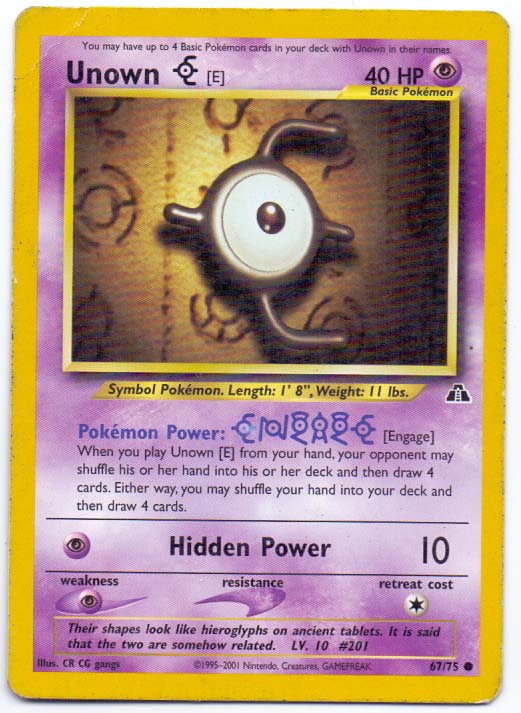 You may have up to 4 Basic Pokémon cards in your deck with Unown in their names.
Unown E [E] 40 HP
Basic Pokémon
Symbol Pokémon. Length: 1' 8", Weight: 11 lbs.
Pokémon Power: ENGAGE [Engage]
When you play Unown [E] from your hand, your opponent may
shuffle his or her hand into his or her deck and then draw 4
cards. Either way, you may shuffle your hand into your deck and
then draw 4 cards.
Hidden Power 10
weakness resistance retreat cost
Their shapes look like hieroglyphs on ancient tablets. It is said
that the two are somehow related. LV. 10 #201
Illus. CR CG gangs ©1995-2001 Nintendo, Creatures, GAMEFREAK. 67/75